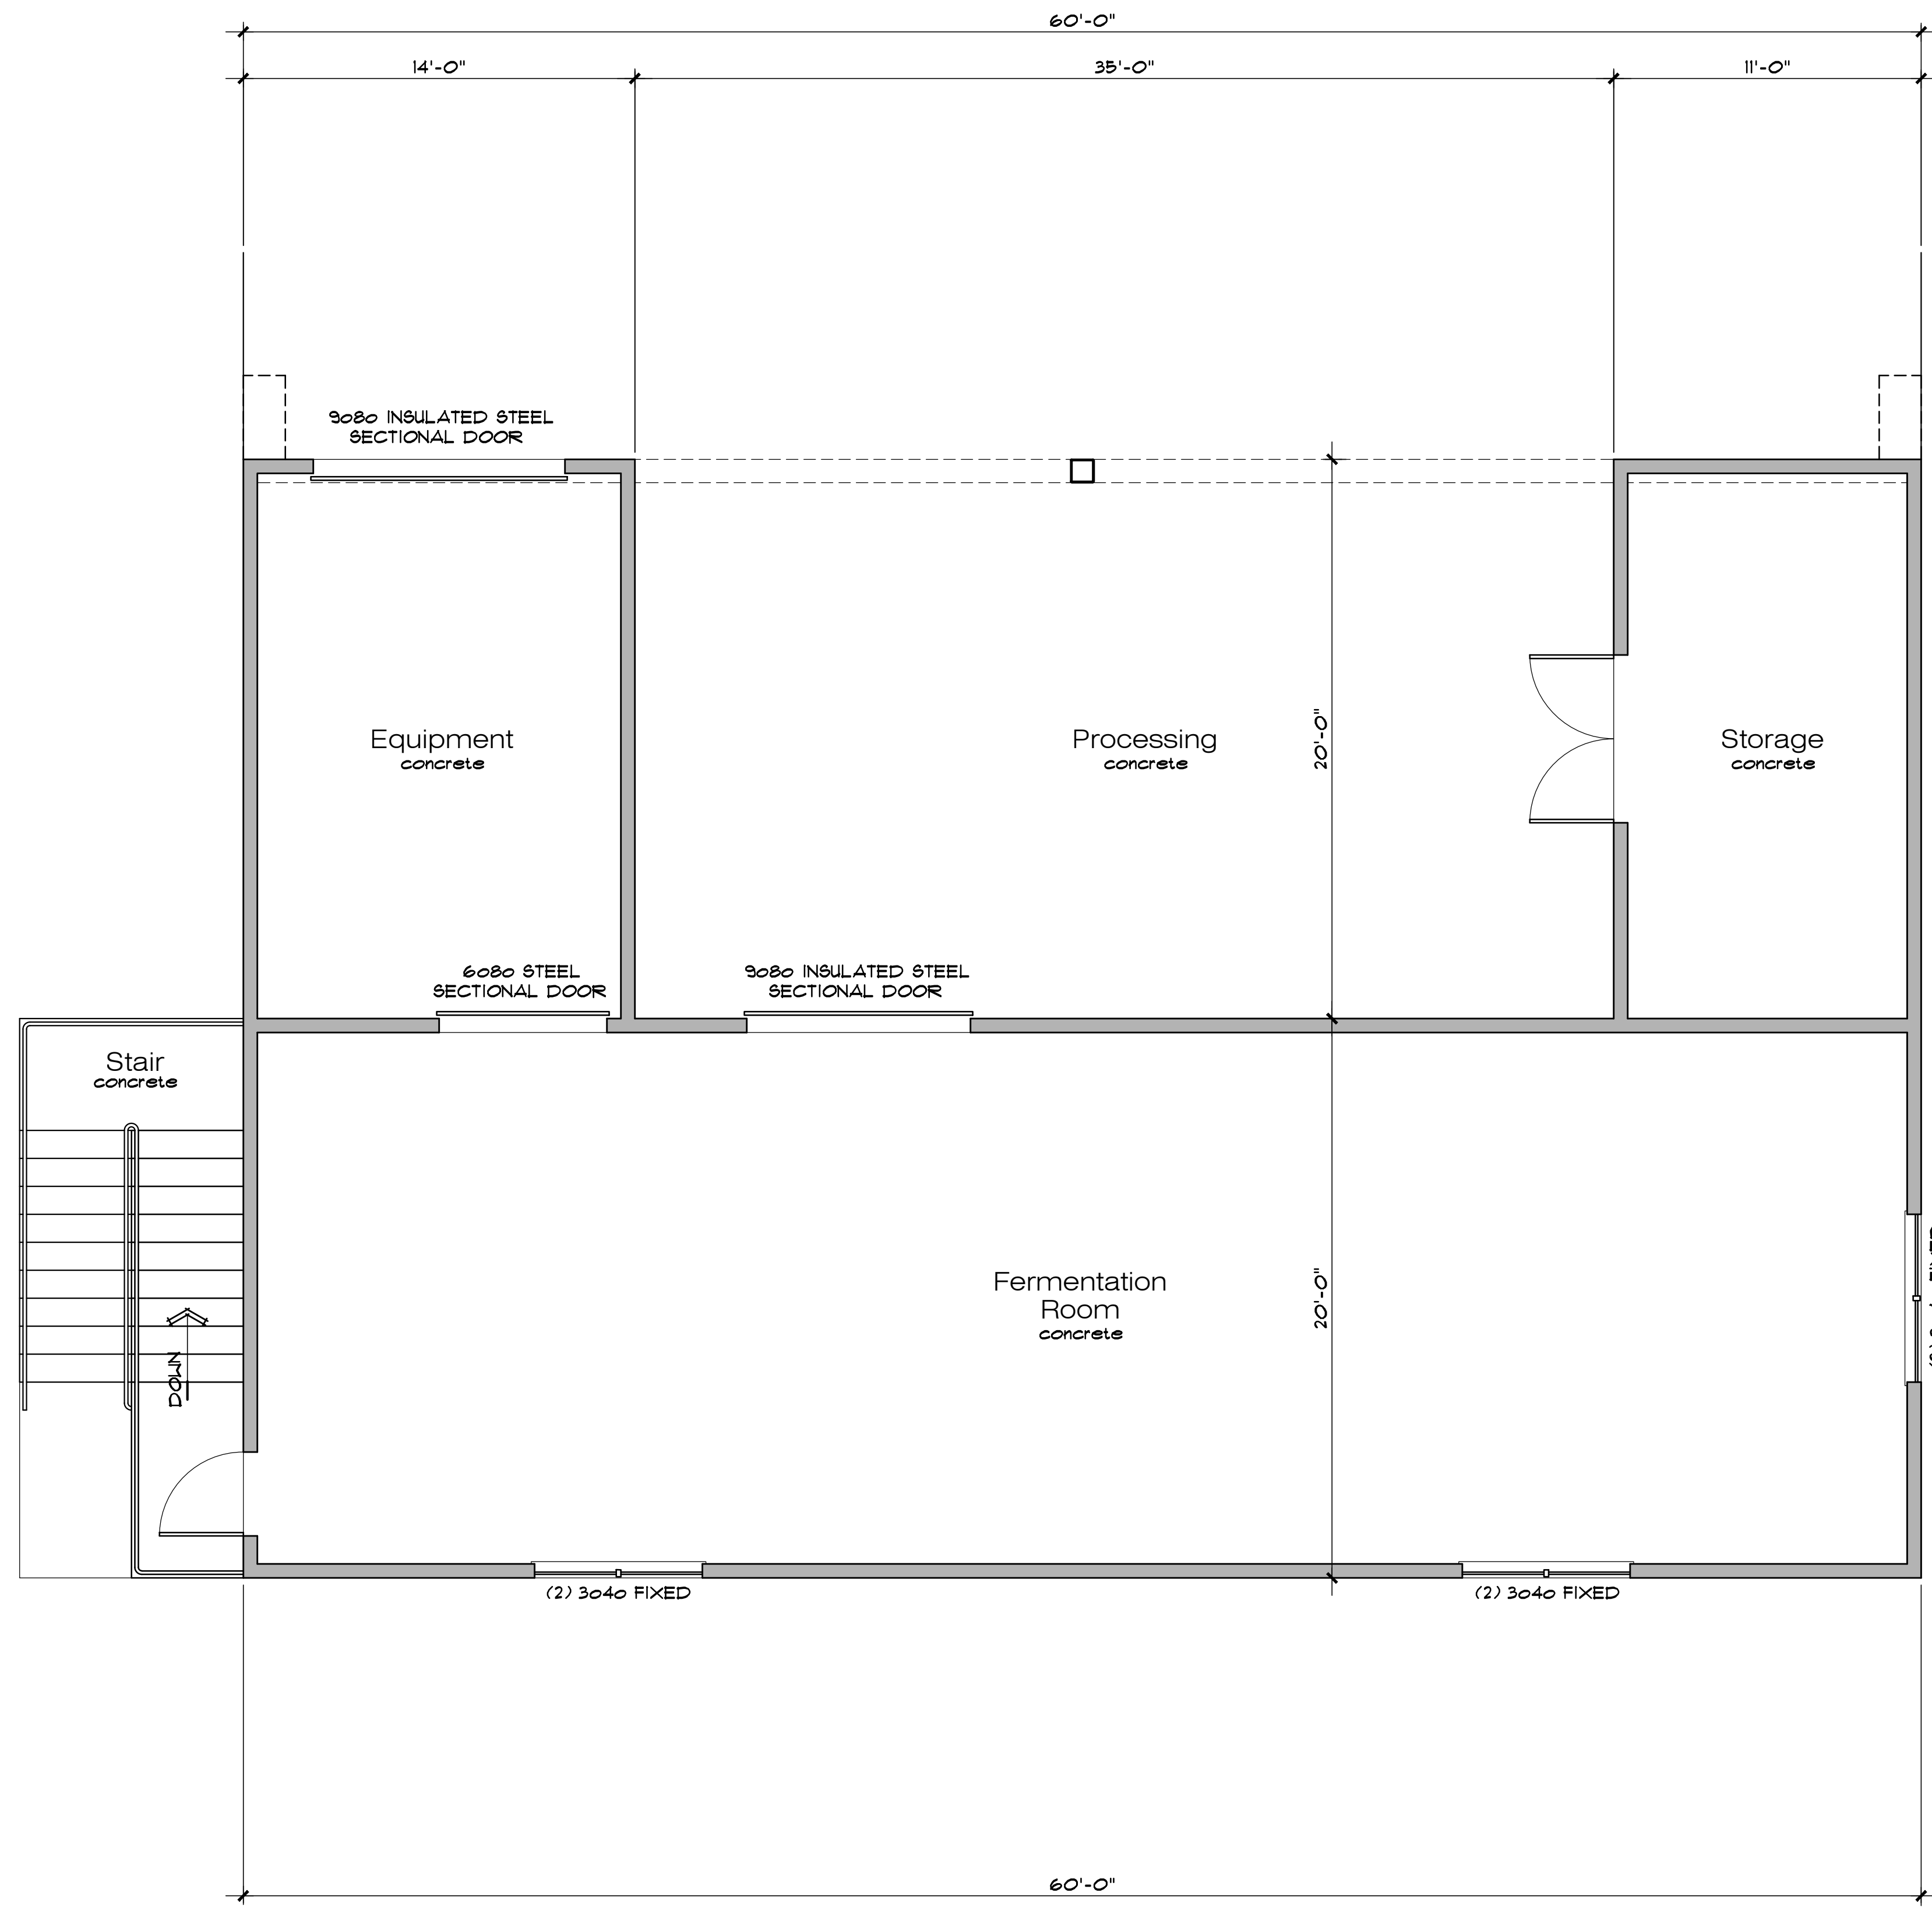 60'-0"
14'-0"
35'-0"
11'-0"
9080 INSULATED STEEL
SECTIONAL DOOR
Equipment
concrete
Processing
concrete
20'-0"
Storage
concrete
6080 STEEL
SECTIONAL DOOR
9080 INSULATED STEEL
SECTIONAL DOOR
Stair
concrete
Fermentation
Room
concrete
20'-0"
DOWN
(2) 3040 FIXED
(2) 3040 FIXED
60'-0"